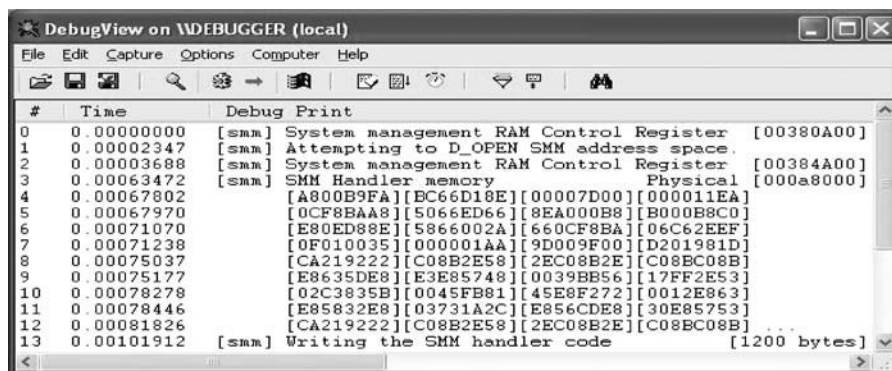 DebugView on \\DEBUGGER (local)
File Edit Capture Options Computer Help
# Time Debug Print
0 0.00000000 [smm] System management RAM Control Register [00380A00]
1 0.00002347 [smm] Attempting to D_OPEN SMM address space.
2 0.00003688 [smm] System management RAM Control Register [00384A00]
3 0.00063472 [smm] SMM Handler memory Physical [000a8000]
4 0.00067802 [A800B9FA][BC66D18E][00007D00][000011EA]
5 0.00067970 [0CF8BAA8][5066ED66][8EA000B8][B000B8C0]
6 0.00071070 [E80ED88E][5866002A][660CF8BA][06C62EEF]
7 0.00071238 [0F010035][000001AA][9D009F00][D201981D]
8 0.00075037 [CA219222][C08B2E58][2EC08B2E][C08BC08B]
9 0.00075177 [E8635DE8][E3E85748][0039BB56][17FF2E53]
10 0.00078278 [02C3835B][0045FB81][45E8F272][0012E863]
11 0.00078446 [E85832E8][03731A2C][E856CDE8][30E85753]
12 0.00081826 [CA219222][C08B2E58][2EC08B2E][C08BC08B] ...
13 0.00101912 [smm] Writing the SMM handler code [1200 bytes]